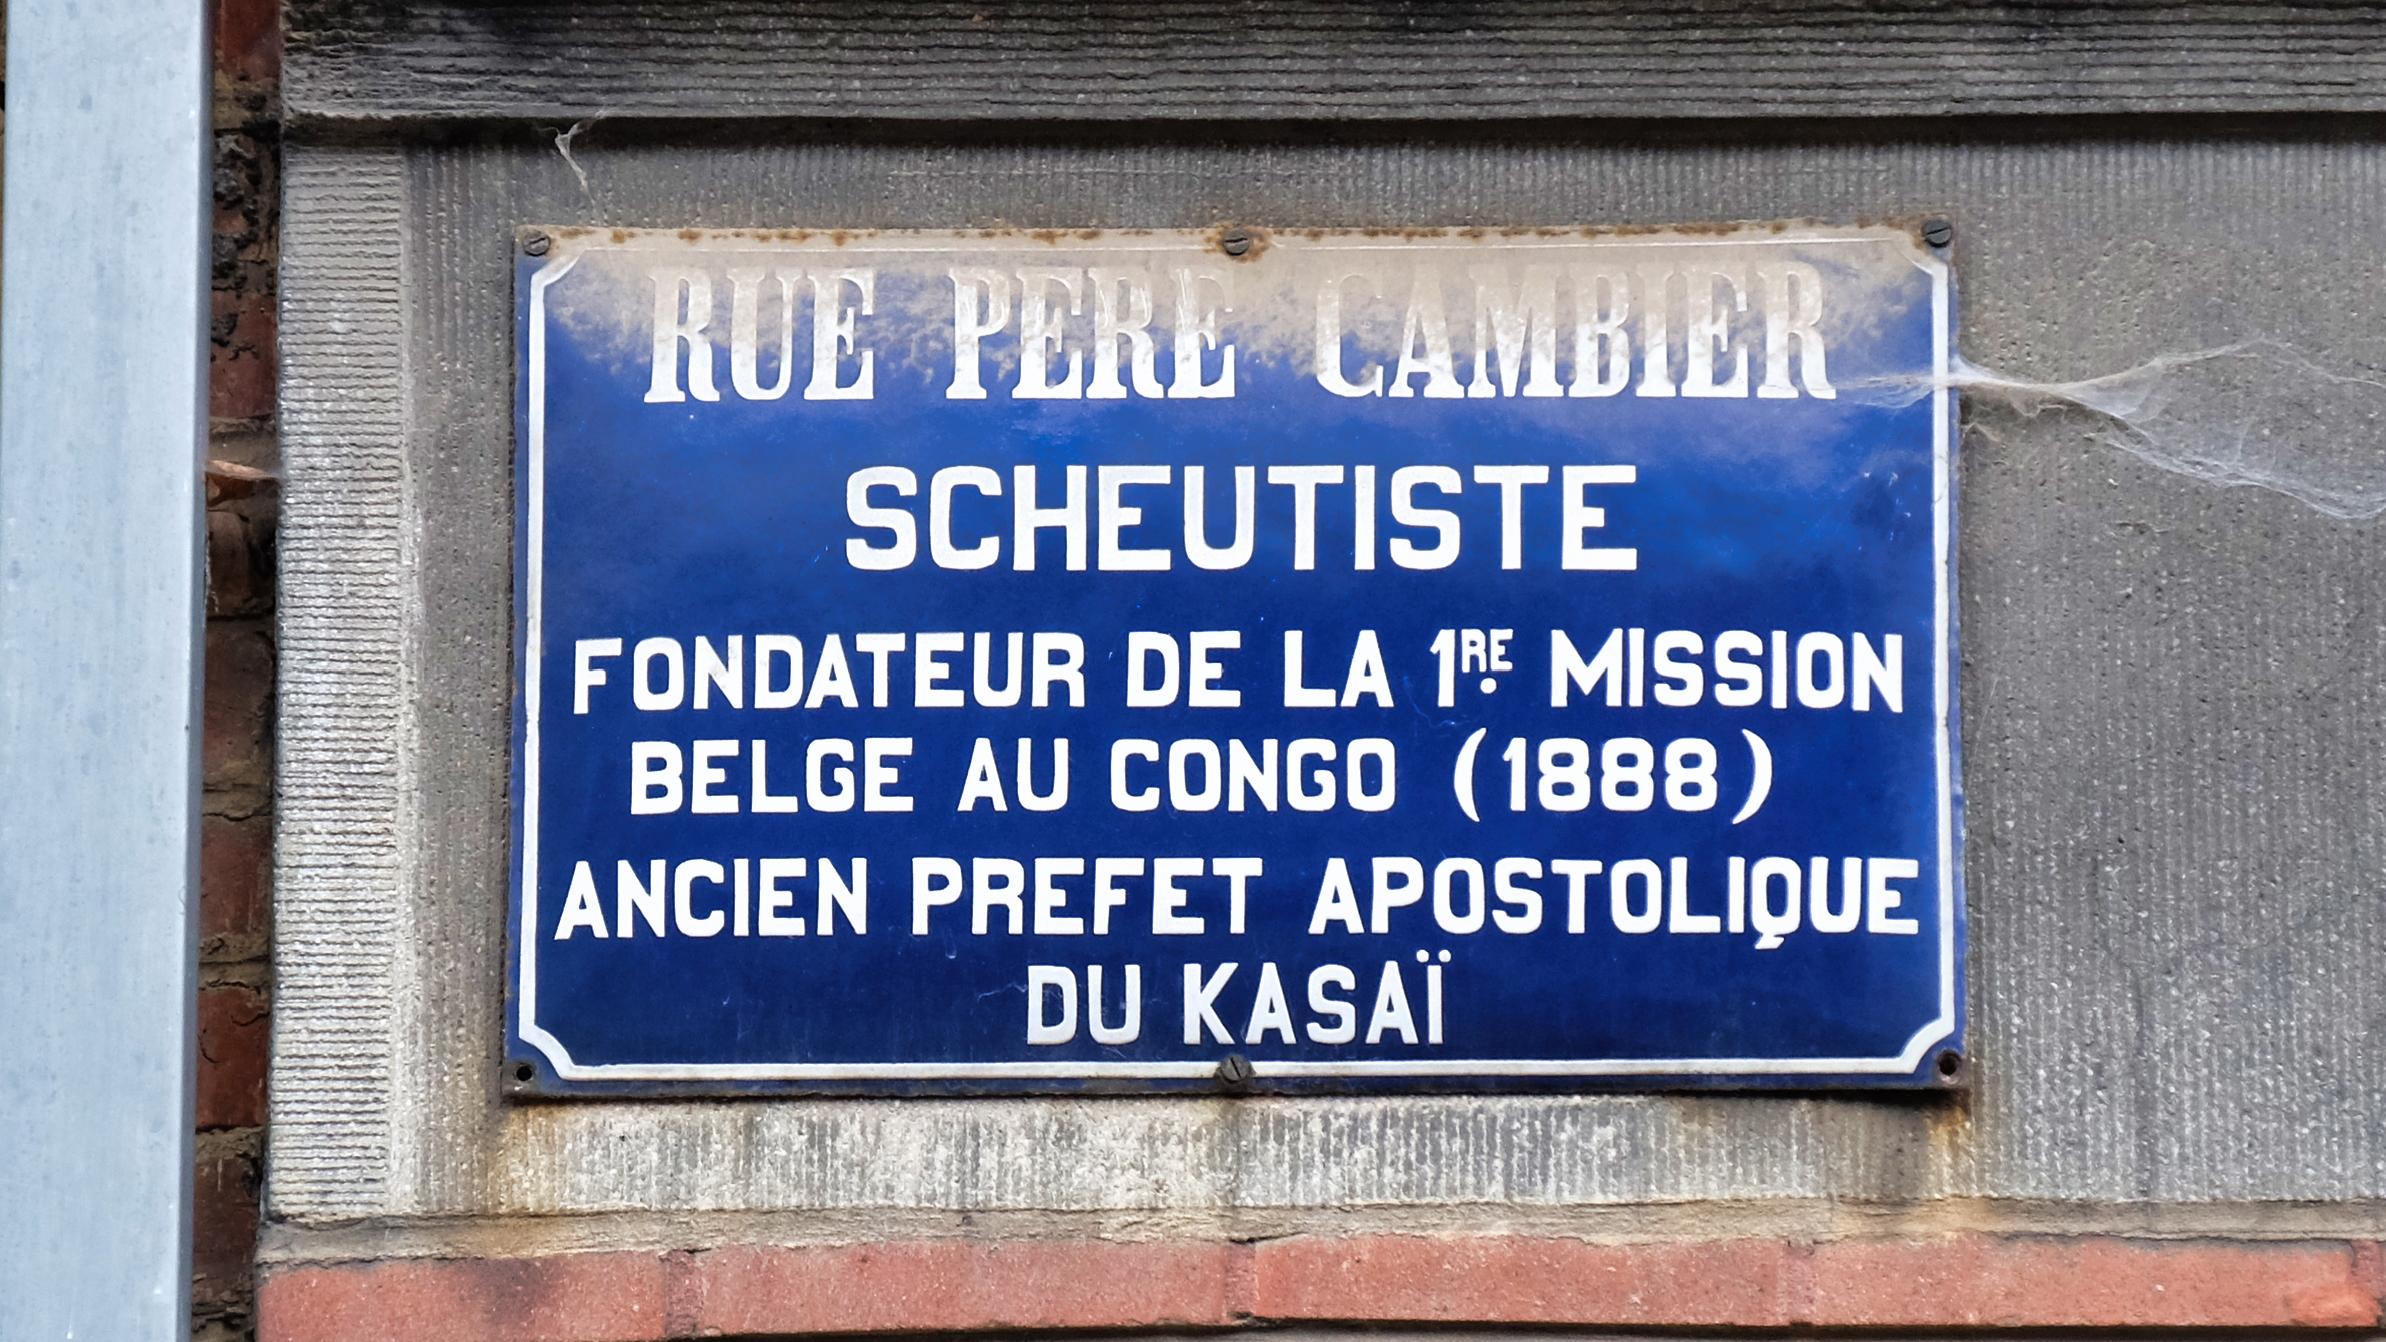 RUE PERE CAMBIER
SCHEUTISTE
FONDATEUR DE LA 1RE. MISSION
BELGE AU CONGO (1888)
ANCIEN PREFET APOSTOLIQUE
DU KASAÏ